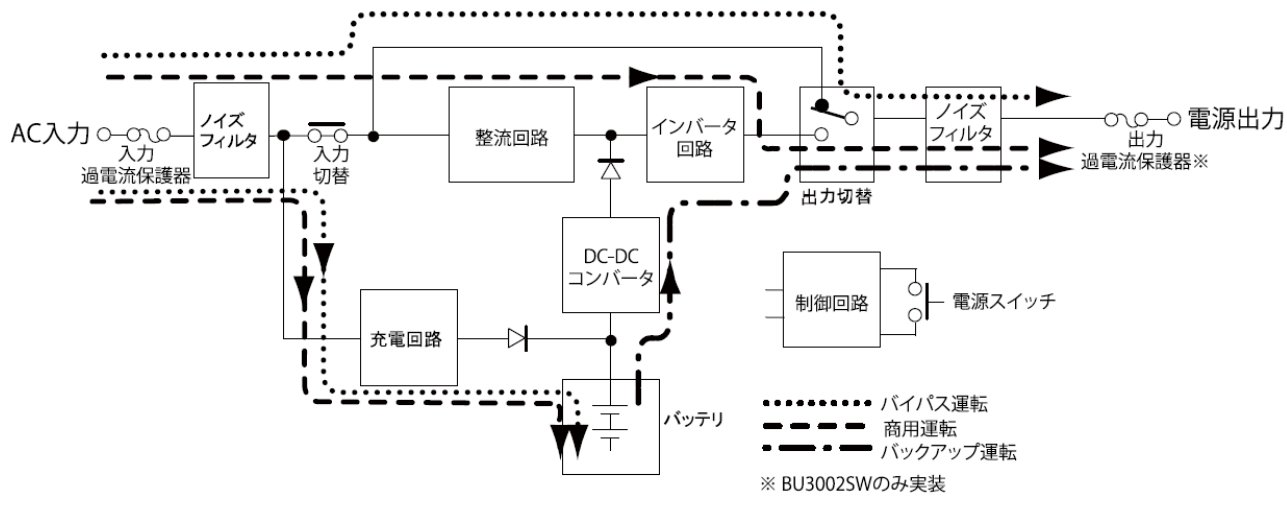 AC入力
入力
過電流保護器
ノイズ
フィルタ
入力
切替
整流回路
インバータ
回路
出力切替
ノイズ
フィルタ
電源出力
出力
過電流保護器※
DC-DC
コンバータ
充電回路
バッテリ
制御回路
電源スイッチ
バイパス運転
商用運転
バックアップ運転
※ BU3002SWのみ実装